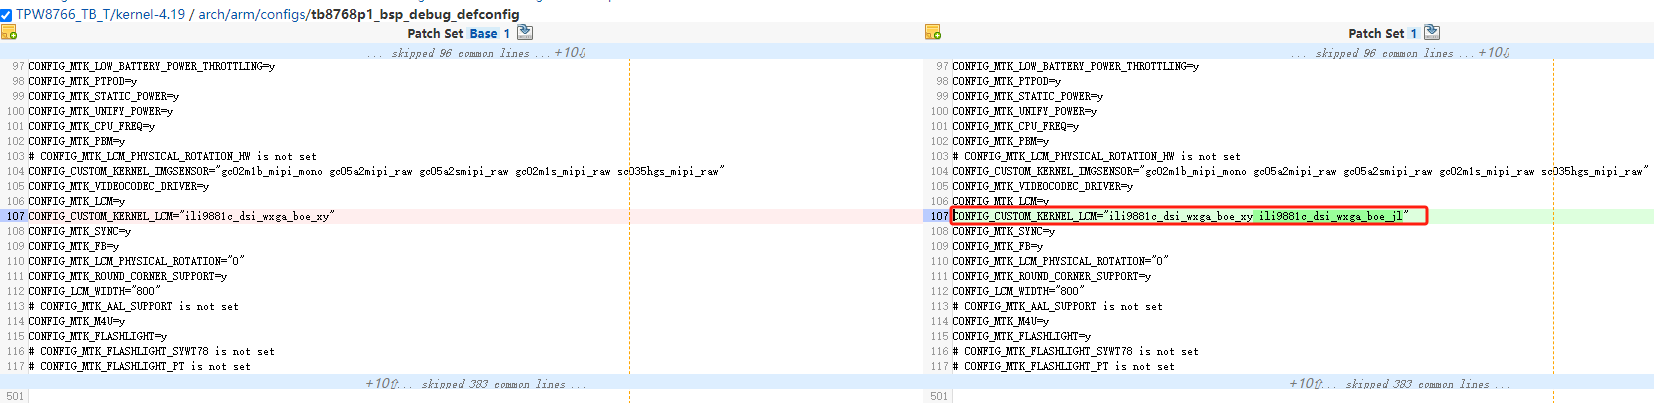 TPW8766_TB_T/kernel-4.19 / arch/arm/configs/tb8768p1_bsp_debug_defconfig
Patch Set Base 1
... skipped 96 common lines ... +10⇩
97 CONFIG_MTK_LOW_BATTERY_POWER_THROTTLING=y
98 CONFIG_MTK_PTPOD=y
99 CONFIG_MTK_STATIC_POWER=y
100 CONFIG_MTK_UNIFY_POWER=y
101 CONFIG_MTK_CPU_FREQ=y
102 CONFIG_MTK_PBM=y
103 # CONFIG_MTK_LCM_PHYSICAL_ROTATION_HW is not set
104 CONFIG_CUSTOM_KERNEL_IMGSENSOR="gc02m1b_mipi_mono gc05a2mipi_raw gc05a2smipi_raw gc02m1s_mipi_raw sc035hgs_mipi_raw"
105 CONFIG_MTK_VIDEOCODEC_DRIVER=y
106 CONFIG_MTK_LCM=y
107 CONFIG_CUSTOM_KERNEL_LCM="ili9881c_dsi_wxga_boe_xy"
108 CONFIG_MTK_SYNC=y
109 CONFIG_MTK_FB=y
110 CONFIG_MTK_LCM_PHYSICAL_ROTATION="0"
111 CONFIG_MTK_ROUND_CORNER_SUPPORT=y
112 CONFIG_LCM_WIDTH="800"
113 # CONFIG_MTK_AAL_SUPPORT is not set
114 CONFIG_MTK_M4U=y
115 CONFIG_MTK_FLASHLIGHT=y
116 # CONFIG_MTK_FLASHLIGHT_SYWT78 is not set
117 # CONFIG_MTK_FLASHLIGHT_PT is not set
+10⇧... skipped 383 common lines ...
501
Patch Set 1
... skipped 96 common lines ... +10⇩
97 CONFIG_MTK_LOW_BATTERY_POWER_THROTTLING=y
98 CONFIG_MTK_PTPOD=y
99 CONFIG_MTK_STATIC_POWER=y
100 CONFIG_MTK_UNIFY_POWER=y
101 CONFIG_MTK_CPU_FREQ=y
102 CONFIG_MTK_PBM=y
103 # CONFIG_MTK_LCM_PHYSICAL_ROTATION_HW is not set
104 CONFIG_CUSTOM_KERNEL_IMGSENSOR="gc02m1b_mipi_mono gc05a2mipi_raw gc05a2smipi_raw gc02m1s_mipi_raw sc035hgs_mipi_raw"
105 CONFIG_MTK_VIDEOCODEC_DRIVER=y
106 CONFIG_MTK_LCM=y
107 CONFIG_CUSTOM_KERNEL_LCM="ili9881c_dsi_wxga_boe_xy ili9881c_dsi_wxga_boe_jl"
108 CONFIG_MTK_SYNC=y
109 CONFIG_MTK_FB=y
110 CONFIG_MTK_LCM_PHYSICAL_ROTATION="0"
111 CONFIG_MTK_ROUND_CORNER_SUPPORT=y
112 CONFIG_LCM_WIDTH="800"
113 # CONFIG_MTK_AAL_SUPPORT is not set
114 CONFIG_MTK_M4U=y
115 CONFIG_MTK_FLASHLIGHT=y
116 # CONFIG_MTK_FLASHLIGHT_SYWT78 is not set
117 # CONFIG_MTK_FLASHLIGHT_PT is not set
+10⇧... skipped 383 common lines ...
501